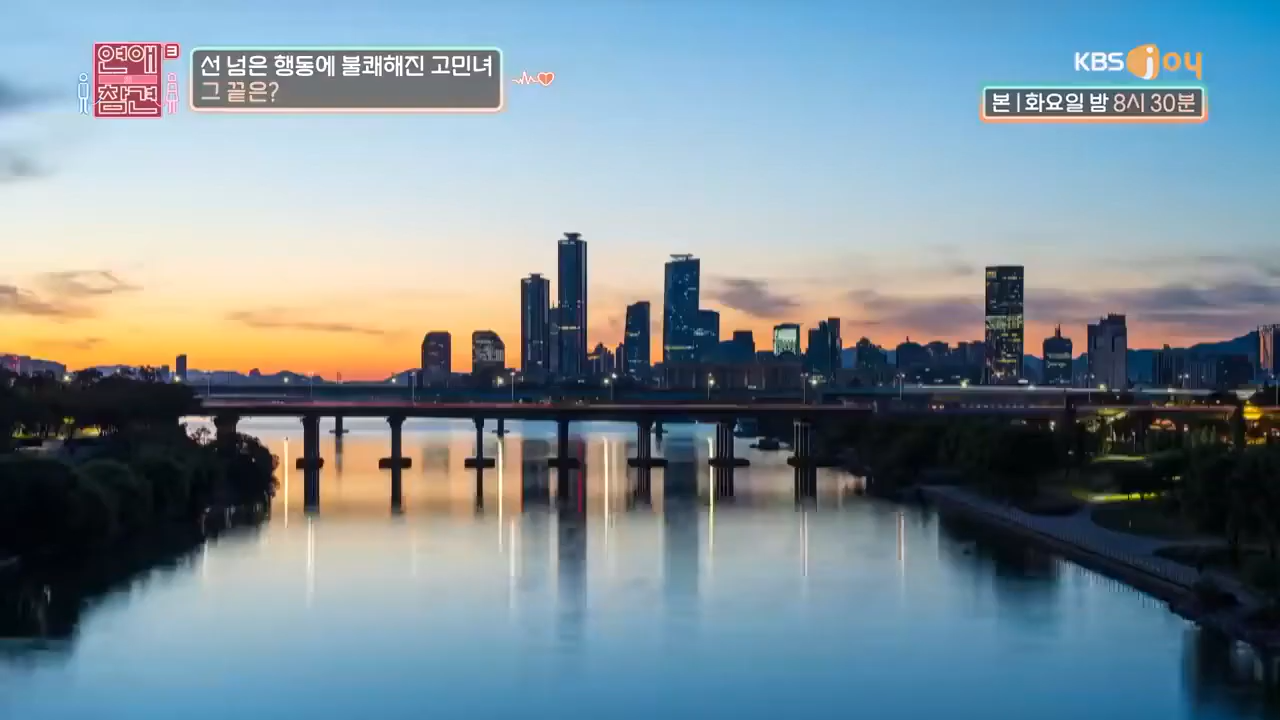 연애 3
참견
선 넘은 행동에 불쾌해진 고민녀
그 끝은?
KBS joy
본 | 화요일 밤 8시 30분